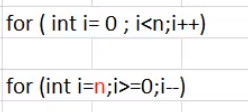 for ( int i= 0 ; i<n;i++)
for (int i=n;i>=0;i--)